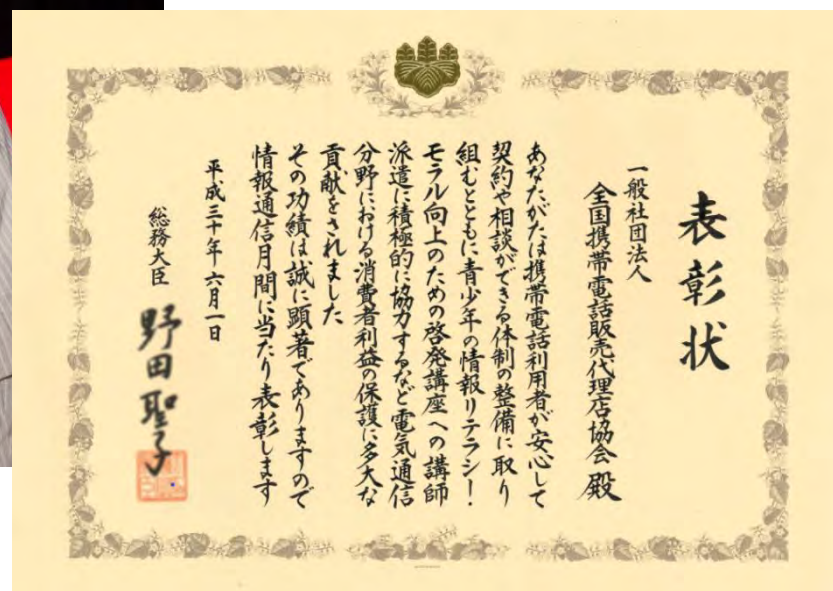 表彰状
一般社団法人
全国携帯電話販売代理店協会 殿
あなたがたは携帯電話利用者が安心して
契約や相談ができる体制の整備に取り
組むとともに青少年の情報リテラシー
モラル向上のための啓発講座への講師
派遣に積極的に協力するなど電気通信
分野における消費者利益の保護に多大な
貢献をされました
その功績は誠に顕著でありますので
情報通信月間に当たり表彰します
平成三十年六月一日
総務大臣 野田聖子